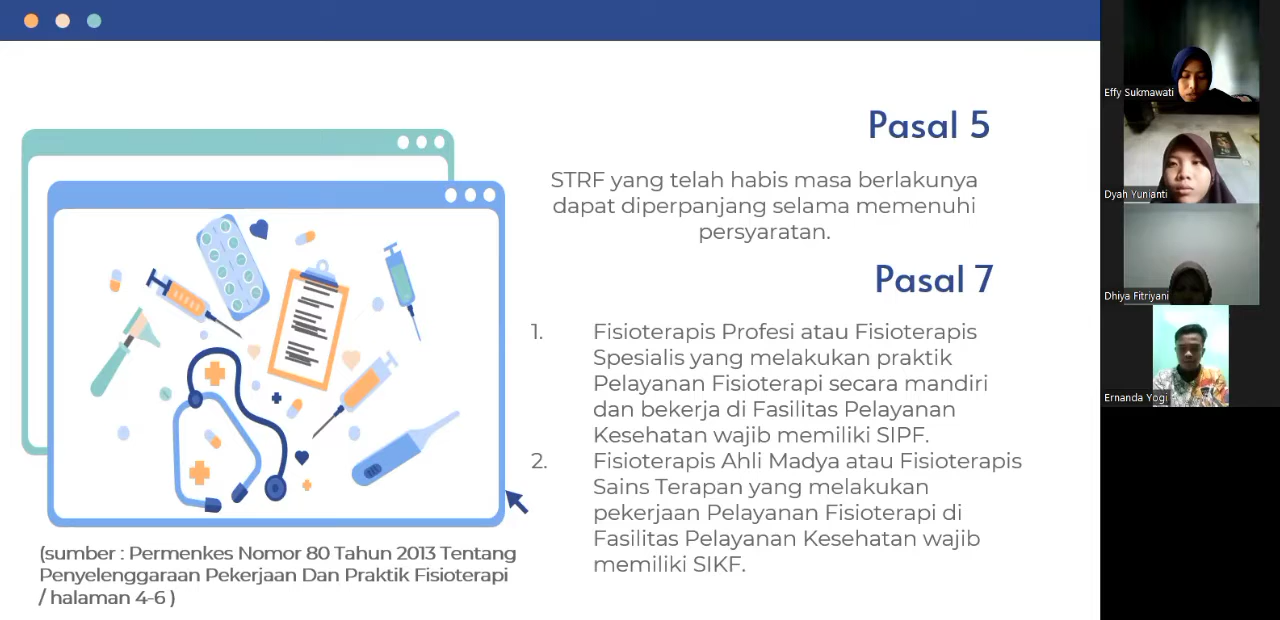 Pasal 5
STRF yang telah habis masa berlakunya
dapat diperpanjang selama memenuhi
persyaratan.
Pasal 7
1. Fisioterapis Profesi atau Fisioterapis
Spesialis yang melakukan praktik
Pelayanan Fisioterapi secara mandiri
dan bekerja di Fasilitas Pelayanan
Kesehatan wajib memiliki SIPF.
2. Fisioterapis Ahli Madya atau Fisioterapis
Sains Terapan yang melakukan
pekerjaan Pelayanan Fisioterapi di
Fasilitas Pelayanan Kesehatan wajib
memiliki SIKF.
(sumber : Permenkes Nomor 80 Tahun 2013 Tentang
Penyelenggaraan Pekerjaan Dan Praktik Fisioterapi
/ halaman 4-6 )
Effy Sukmawati
Dyah Yunianti
Dhiya Fitriyani
Ernanda Yogi